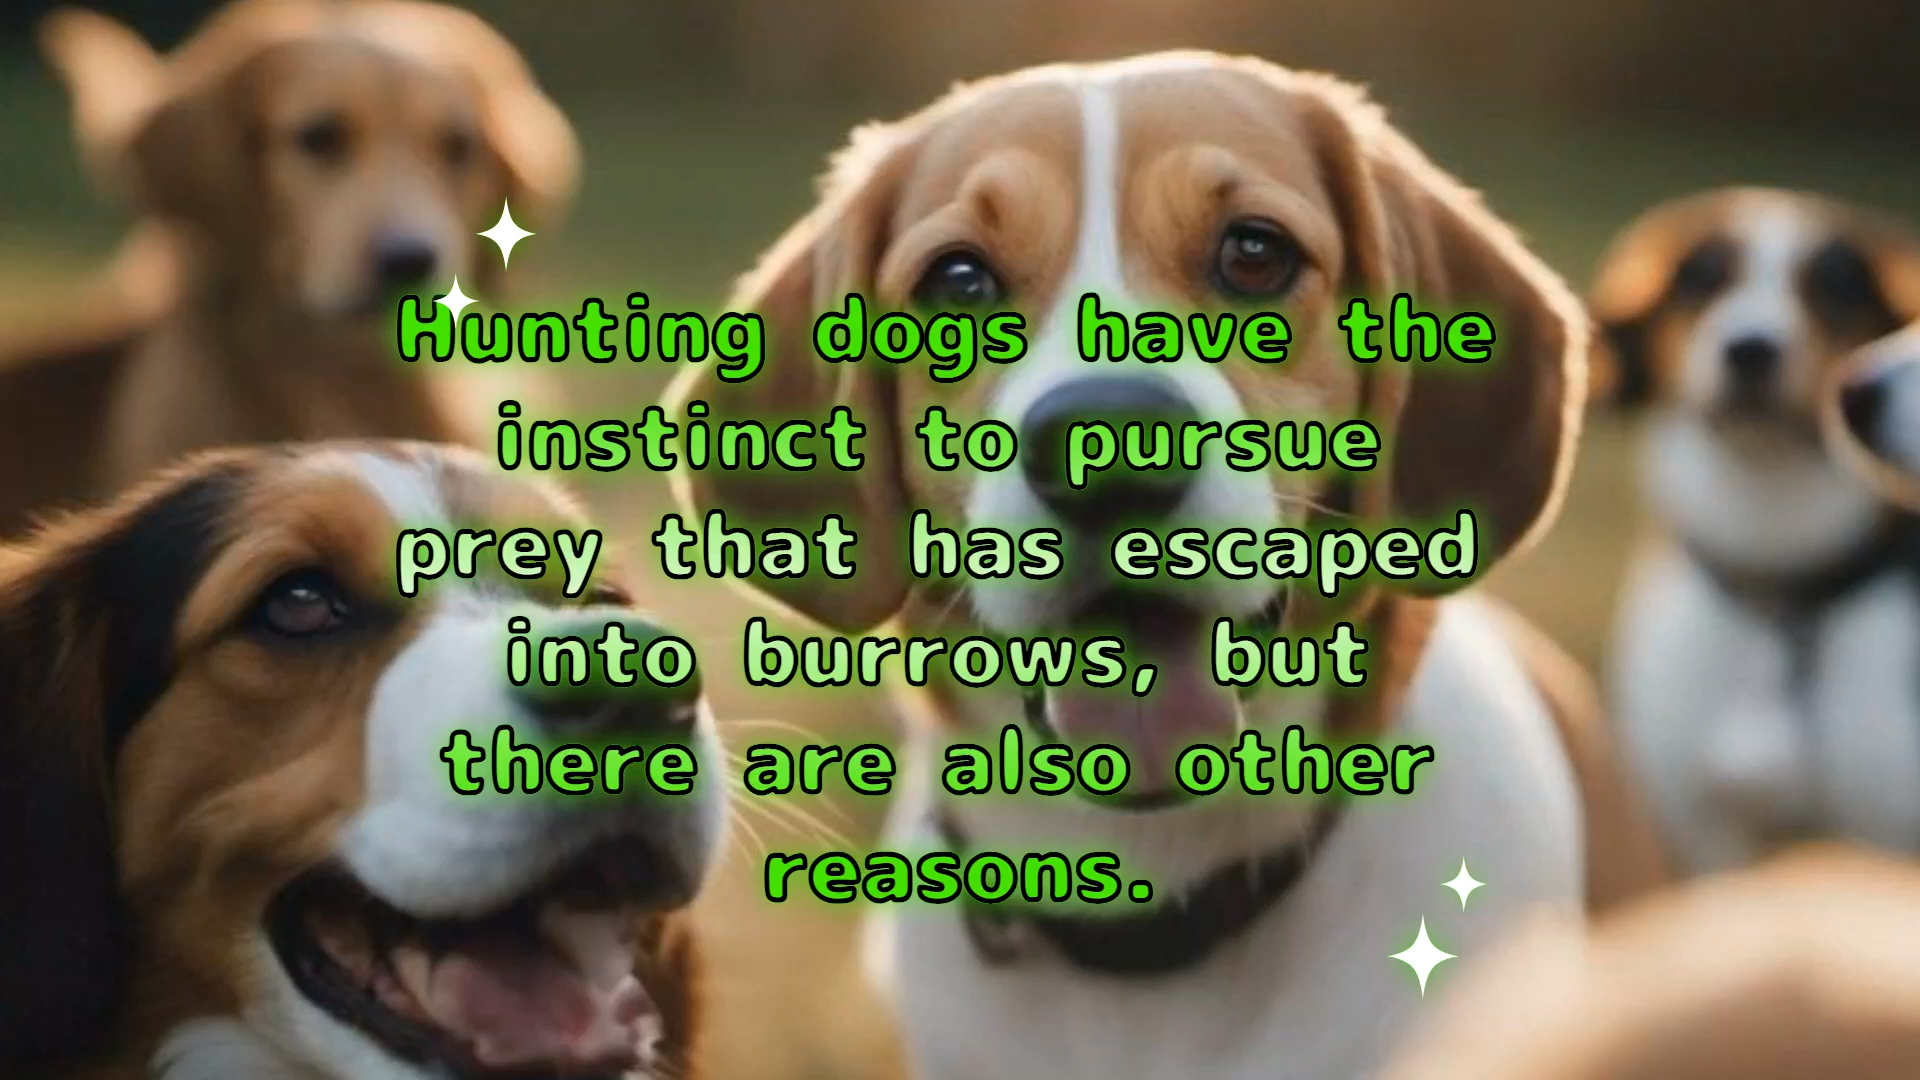 Hunting dogs have the
instinct to pursue
prey that has escaped
into burrows, but
there are also other
reasons.